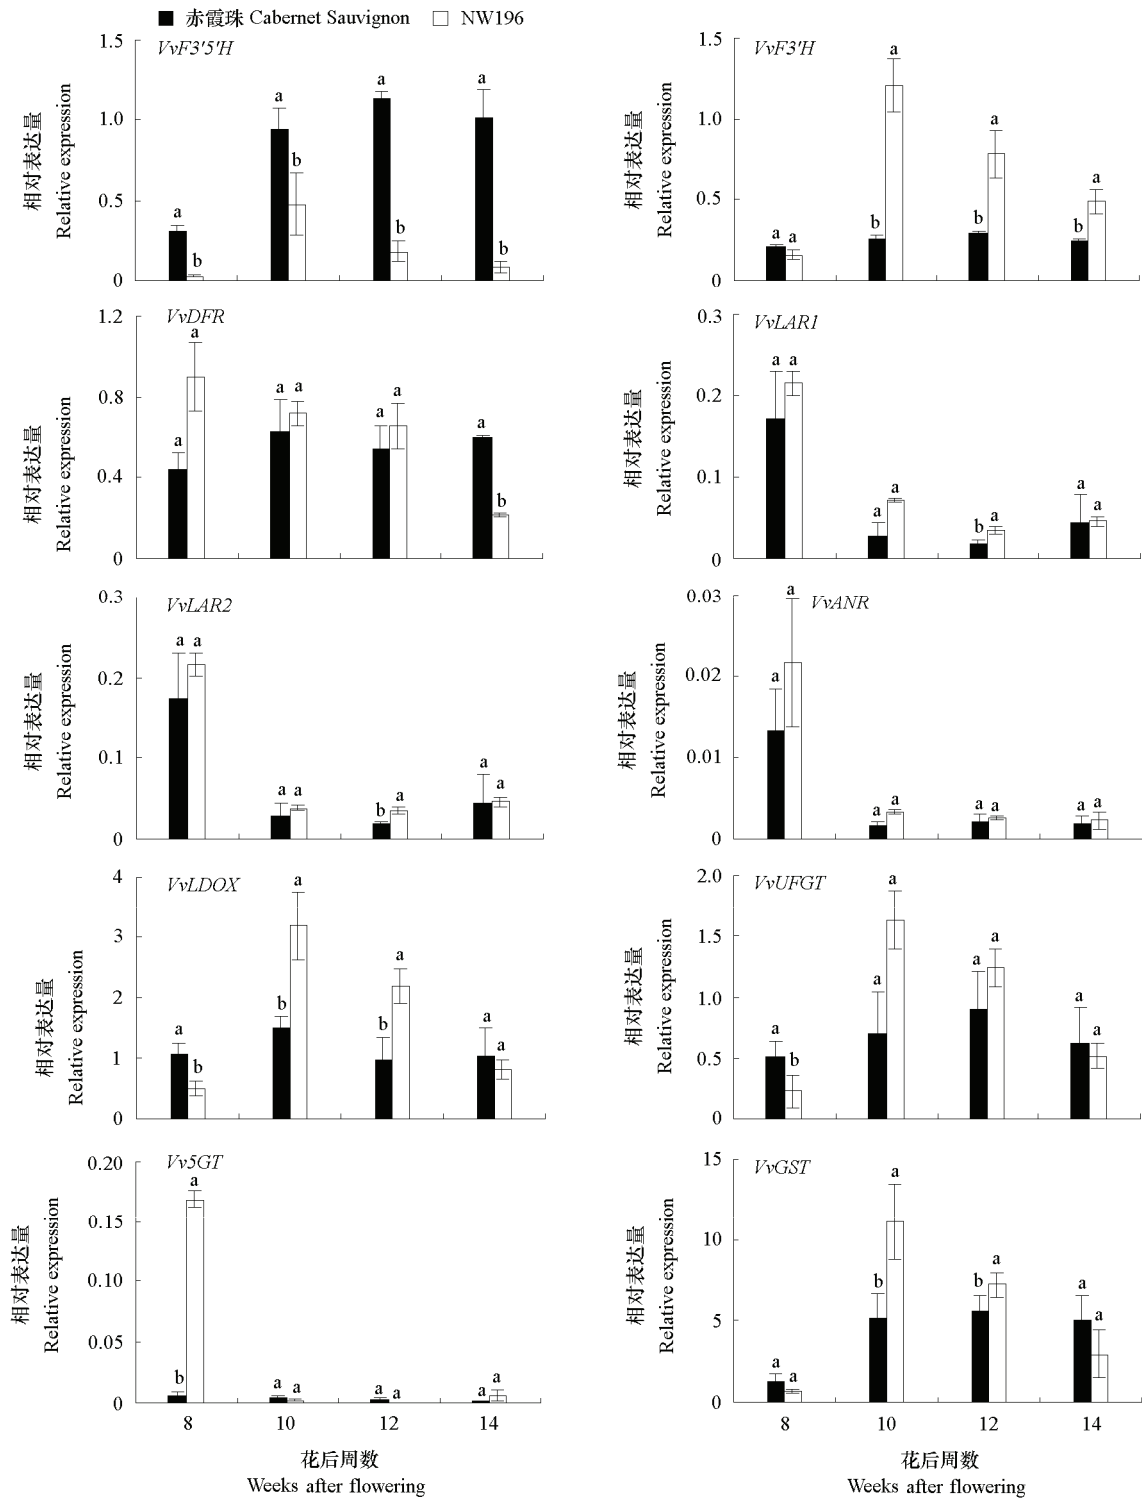 赤霞珠 Cabernet Sauvignon NW196
VvF3'5'H
1.5
1.0
0.5
0
a a a a
b b b b
相对表达量
Relative expression
VvF3'H
1.5
1.0
0.5
0
a a b a b a b a
相对表达量
Relative expression
VvDFR
1.2
0.8
0.4
0
a a a a a a a b
相对表达量
Relative expression
VvLAR1
0.3
0.2
0.1
0
a a a a b a a a
相对表达量
Relative expression
VvLAR2
0.3
0.2
0.1
0
a a a a b a a a
相对表达量
Relative expression
VvANR
0.03
0.02
0.01
0
a a a a a a a a
相对表达量
Relative expression
VvLDOX
4
3
2
1
0
a b b a b a a a
相对表达量
Relative expression
VvUFGT
2.0
1.5
1.0
0.5
0
a b a a a a a a
相对表达量
Relative expression
Vv5GT
0.20
0.15
0.10
0.05
0
b a a a a a a a
相对表达量
Relative expression
8 10 12 14
花后周数
Weeks after flowering
VvGST
15
10
5
0
a a b a b a a a
相对表达量
Relative expression
8 10 12 14
花后周数
Weeks after flowering